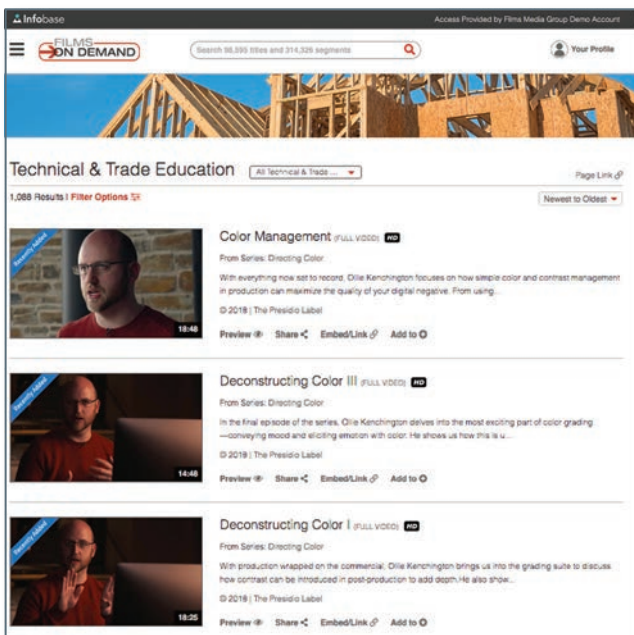 Infobase
Access Provided by Films Media Group Demo Account
FILMS
ON DEMAND
Search 98,595 titles and 314,329 segments
Your Profile
Technical & Trade Education
All Technical & Trade ...
Page Link
1,088 Results | Filter Options
Newest to Oldest
Recently Added
18:48
Color Management (FULL VIDEO) HD
From Series: Directing Color
With everything now set to record, Ollie Kenchington focuses on how simple color and contrast management
in production can maximize the quality of your digital negative. From using...
© 2018 | The Presidio Label
Preview Share Embed/Link Add to
Recently Added
14:48
Deconstructing Color III (FULL VIDEO) HD
From Series: Directing Color
In the final episode of the series, Ollie Kenchington delves into the most exciting part of color grading
—conveying mood and eliciting emotion with color. He shows us how this is u...
© 2018 | The Presidio Label
Preview Share Embed/Link Add to
Recently Added
18:25
Deconstructing Color I (FULL VIDEO) HD
From Series: Directing Color
With production wrapped on the commercial, Ollie Kenchington brings us into the grading suite to discuss
how contrast can be introduced in post-production to add depth.He also show...
© 2018 | The Presidio Label
Preview Share Embed/Link Add to